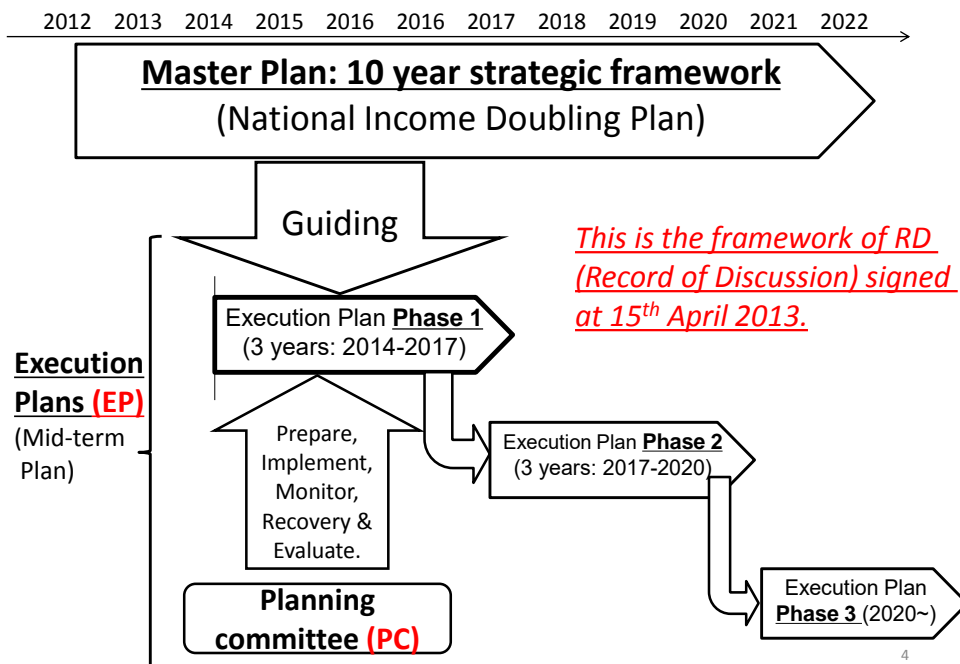 2012 2013 2014 2015 2016 2016 2017 2018 2019 2020 2021 2022
Master Plan: 10 year strategic framework
(National Income Doubling Plan)
Guiding
This is the framework of RD
(Record of Discussion) signed
at 15th April 2013.
Execution Plan Phase 1
(3 years: 2014-2017)
Execution
Plans (EP)
(Mid-term
Plan)
Prepare,
Implement,
Monitor,
Recovery &
Evaluate.
Execution Plan Phase 2
(3 years: 2017-2020)
Planning
committee (PC)
Execution Plan
Phase 3 (2020~)
4